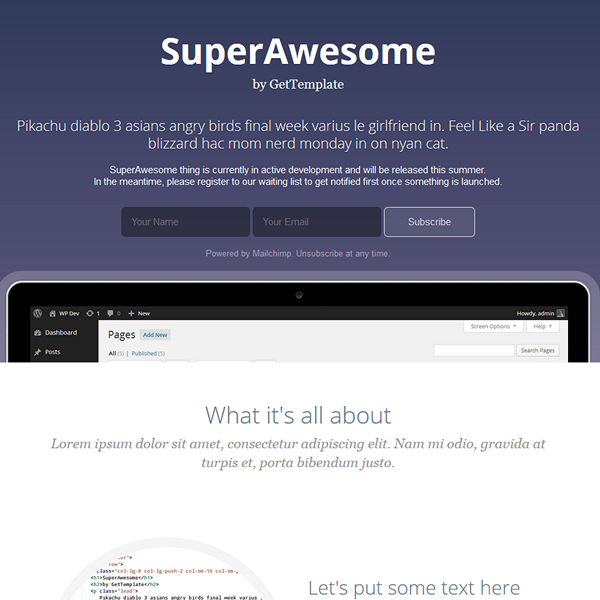 SuperAwesome
by GetTemplate
Pikachu diablo 3 asians angry birds final week varius le girlfriend in. Feel Like a Sir panda
blizzard hac mom nerd monday in on nyan cat.
SuperAwesome thing is currently in active development and will be released this summer.
In the meantime, please register to our waiting list to get notified first once something is launched.
Your Name Your Email Subscribe
Powered by Mailchimp. Unsubscribe at any time.
WP Dev 1 0 + New Howdy, admin
Dashboard Pages Add New Screen Options Help
Posts All (5) | Published (5) Search Pages
What it's all about
Lorem ipsum dolor sit amet, consectetur adipiscing elit. Nam mi odio, gravida at
turpis et, porta bibendum justo.
row">
class="col-lg-8 col-lg-push-2 col-sm-10 col-sm-
<h1>SuperAwesome</h1>
<h2>by GetTemplate</h2>
<p class="lead">
Pikachu diablo 3 asians angry birds final week varius
Let's put some text here